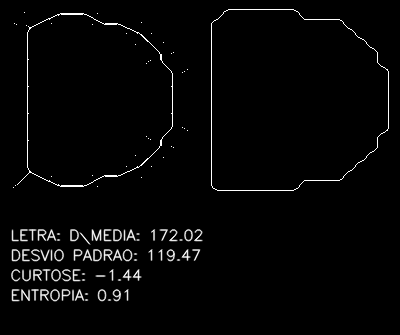 LETRA: D\MEDIA: 172.02
DESVIO PADRAO: 119.47
CURTOSE: -1.44
ENTROPIA: 0.91